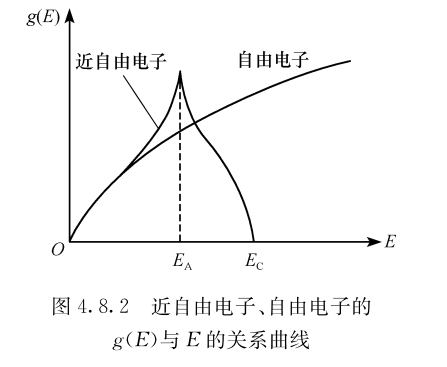 g(E)
近自由电子
自由电子
O
E_A
E_C
E
图 4.8.2 近自由电子、自由电子的
g(E)与 E 的关系曲线